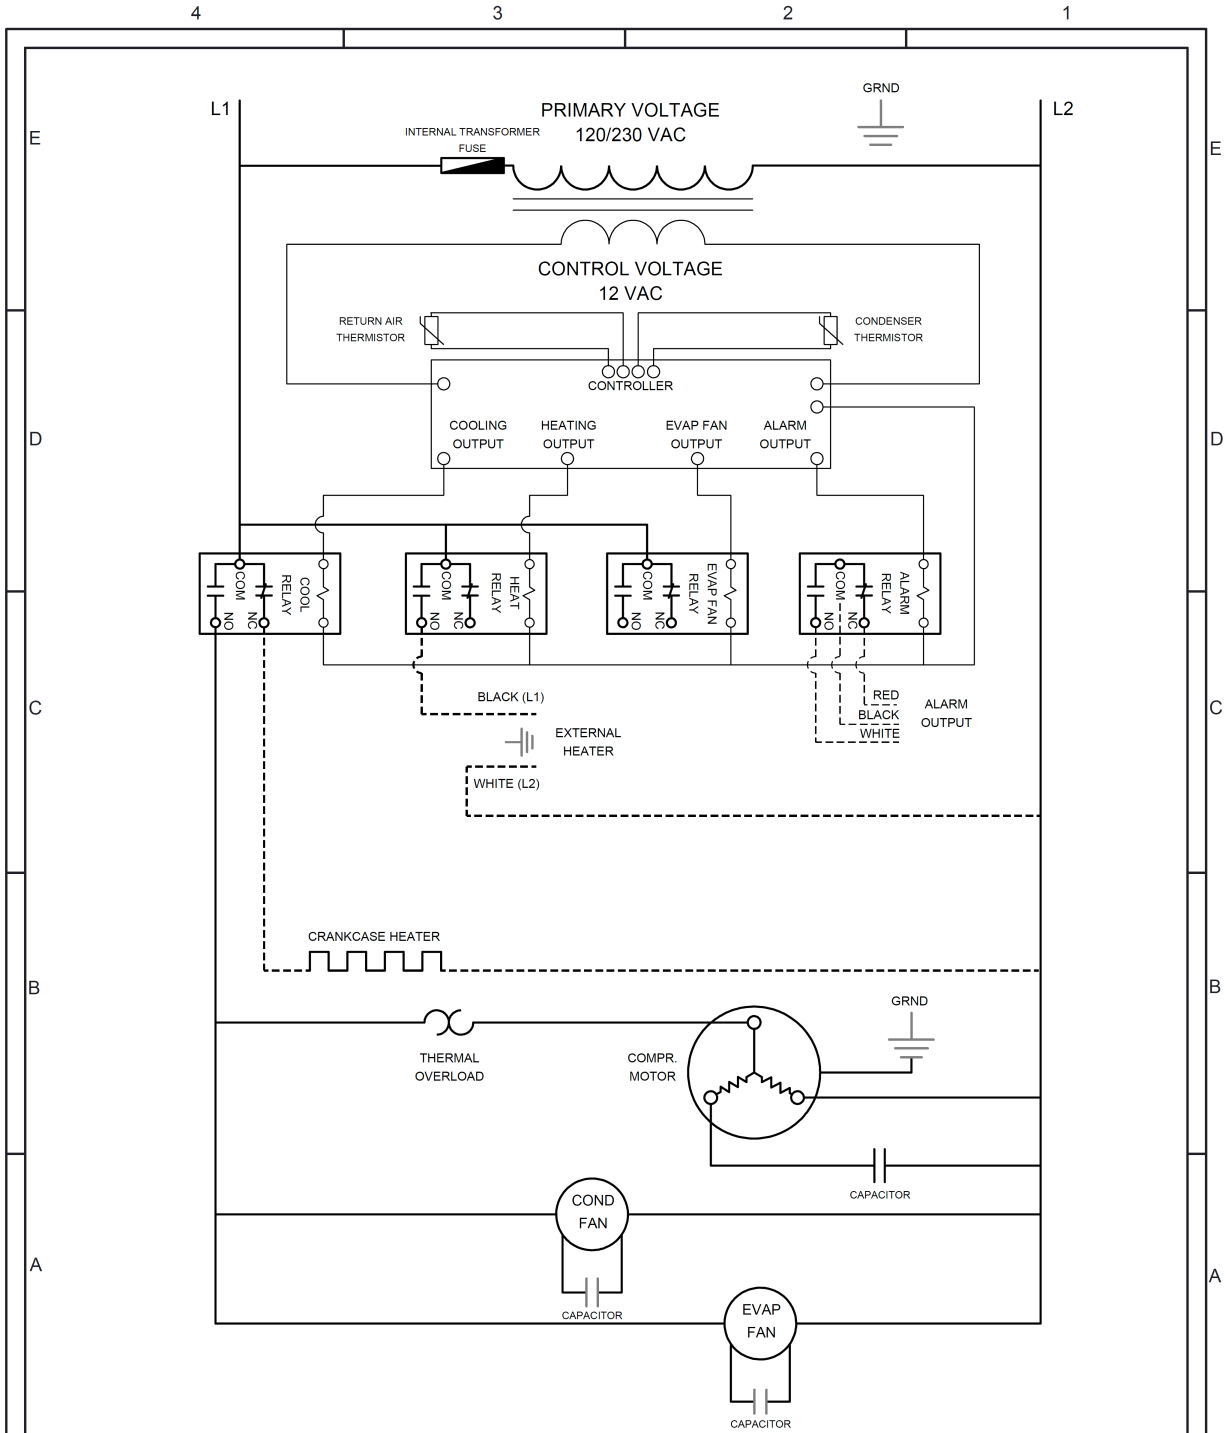 4 3 2 1
GRND
L1
PRIMARY VOLTAGE
L2
120/230 VAC
INTERNAL TRANSFORMER
FUSE
E
E
CONTROL VOLTAGE
12 VAC
RETURN AIR
THERMISTOR
CONDENSER
THERMISTOR
CONTROLLER
COOLING
OUTPUT
HEATING
OUTPUT
EVAP FAN
OUTPUT
ALARM
OUTPUT
D
D
COOL
RELAY
COM
NO
NC
HEAT
RELAY
COM
NO
NC
EVAP FAN
RELAY
COM
NO
NC
ALARM
RELAY
COM
NO
NC
BLACK (L1)
EXTERNAL
HEATER
WHITE (L2)
RED
BLACK
WHITE
ALARM
OUTPUT
C
C
CRANKCASE HEATER
B
B
THERMAL
OVERLOAD
COMPR.
MOTOR
GRND
CAPACITOR
COND
FAN
CAPACITOR
A
A
EVAP
FAN
CAPACITOR